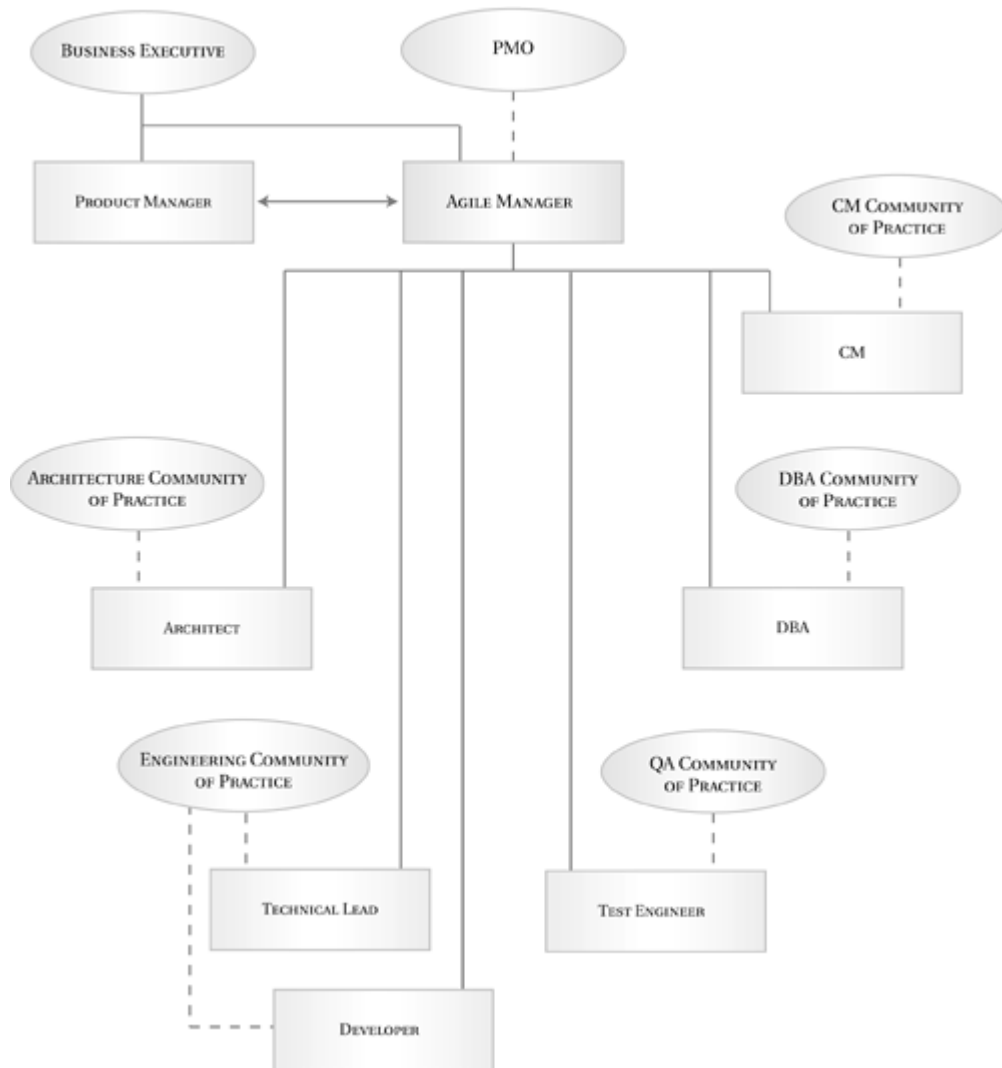 Business Executive
PMO
Product Manager
Agile Manager
CM Community
of Practice
CM
Architecture Community
of Practice
DBA Community
of Practice
Architect
DBA
Engineering Community
of Practice
QA Community
of Practice
Technical Lead
Test Engineer
Developer